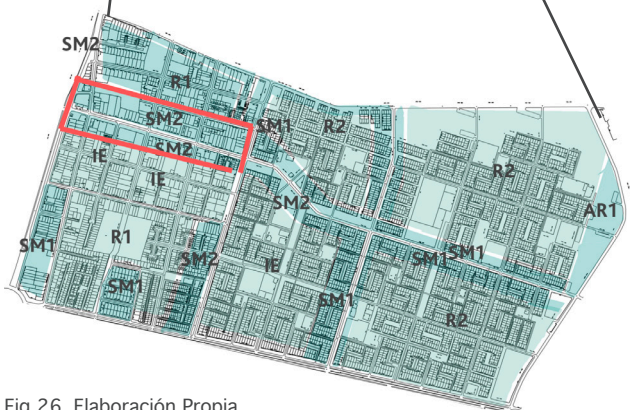 SM2
R1
SM2
SM1
R2
SM2
IE
IE
R2
SM2
AR1
R1
SM1
SM2
IE
SM1
SM1
SM1
SM1
R2
Fig 26. Elaboración Propia